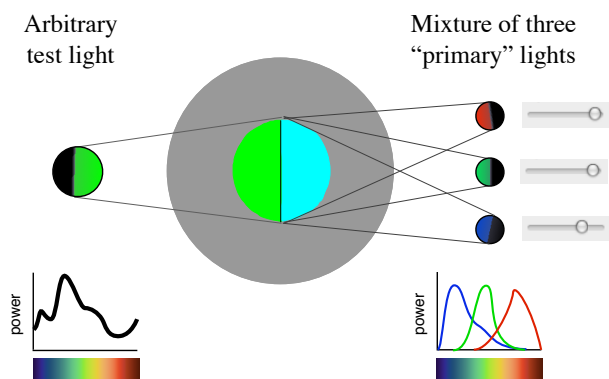 Arbitrary
test light
Mixture of three
“primary” lights
power
power